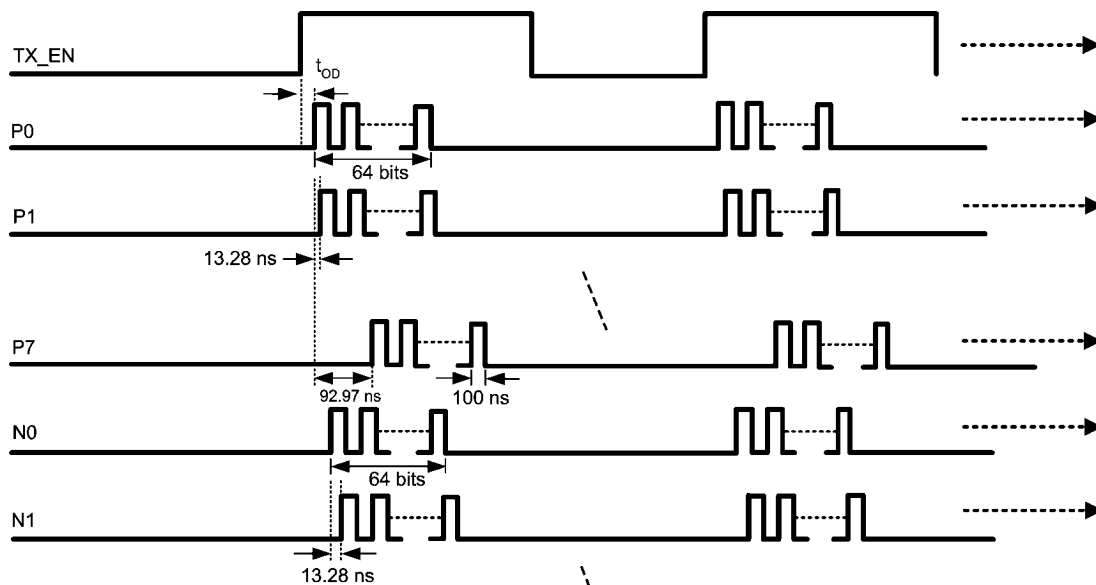 TX_EN
tOD
P0
64 bits
P1
13.28 ns
P7
92.97 ns
100 ns
N0
64 bits
N1
13.28 ns